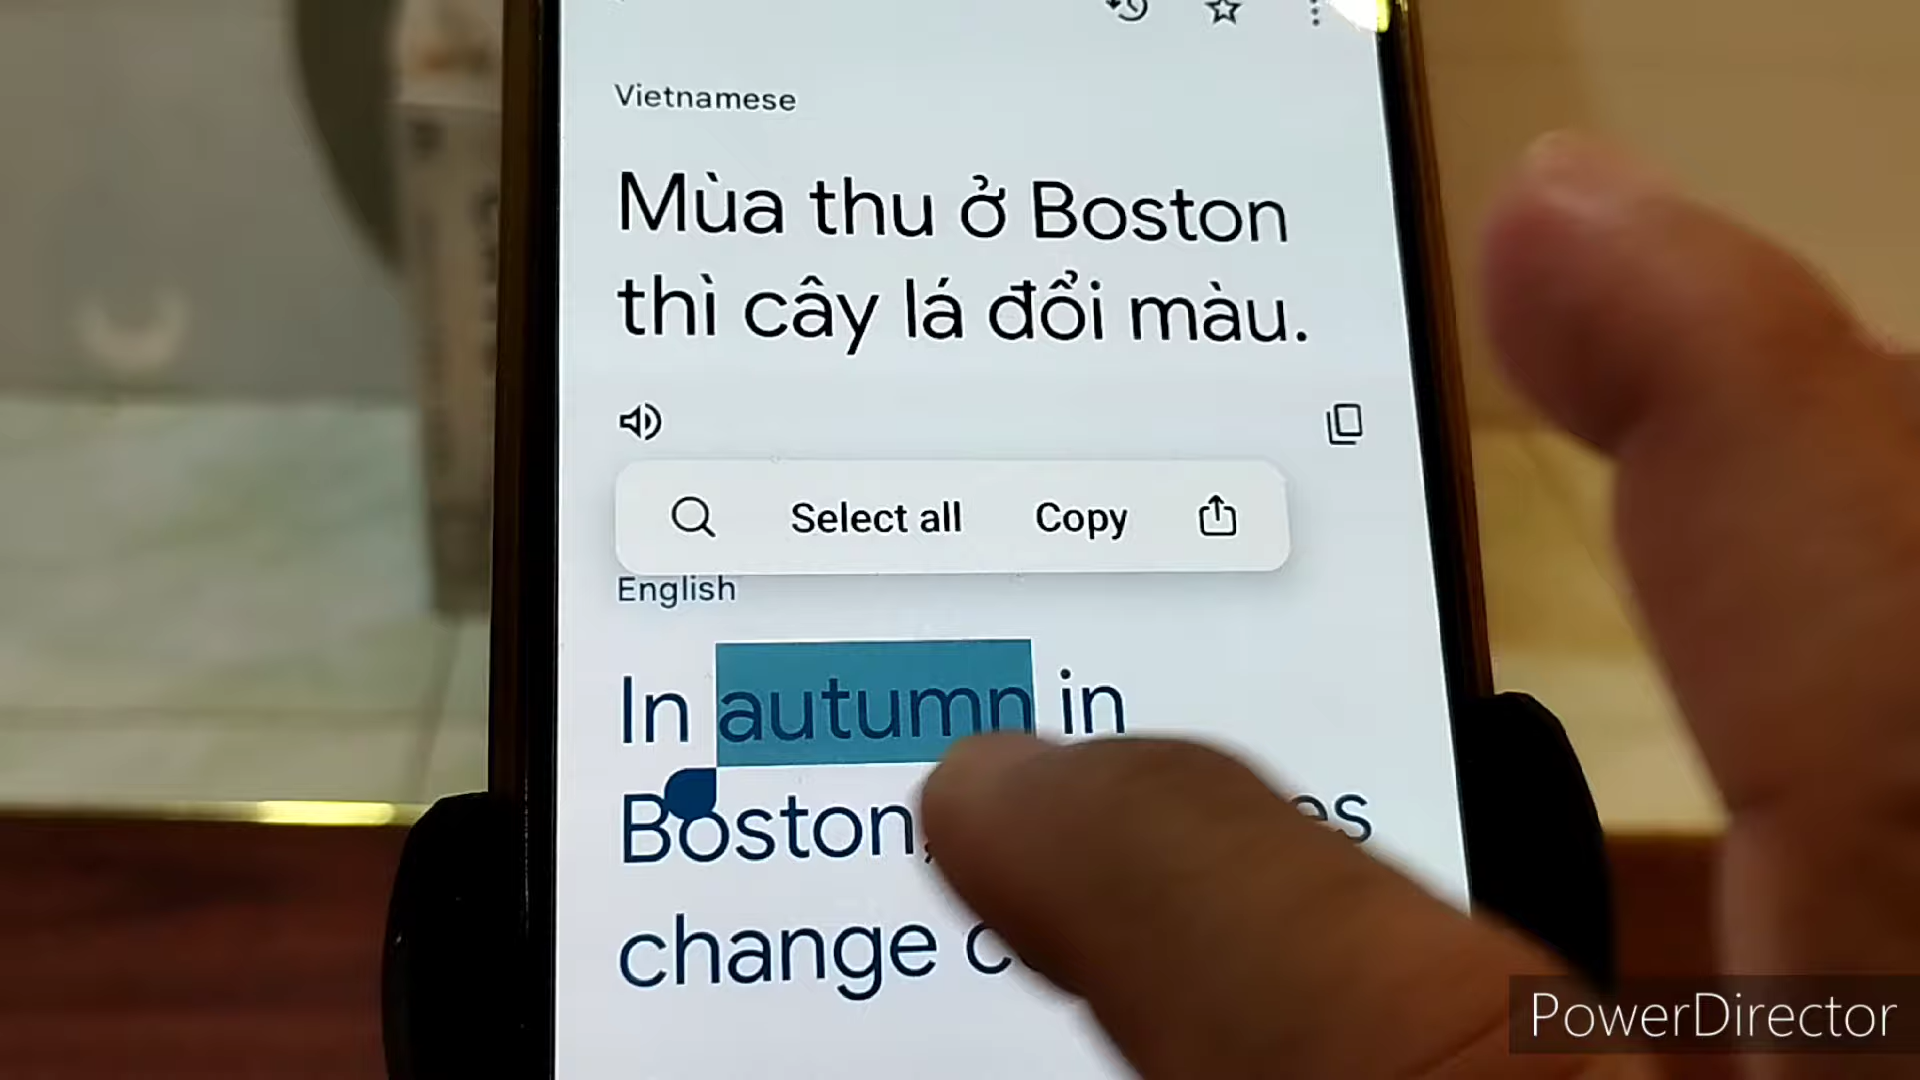 Vietnamese
Mùa thu ở Boston
thì cây lá đổi màu.
Select all Copy
English
In autumn in
Boston,
change
PowerDirector